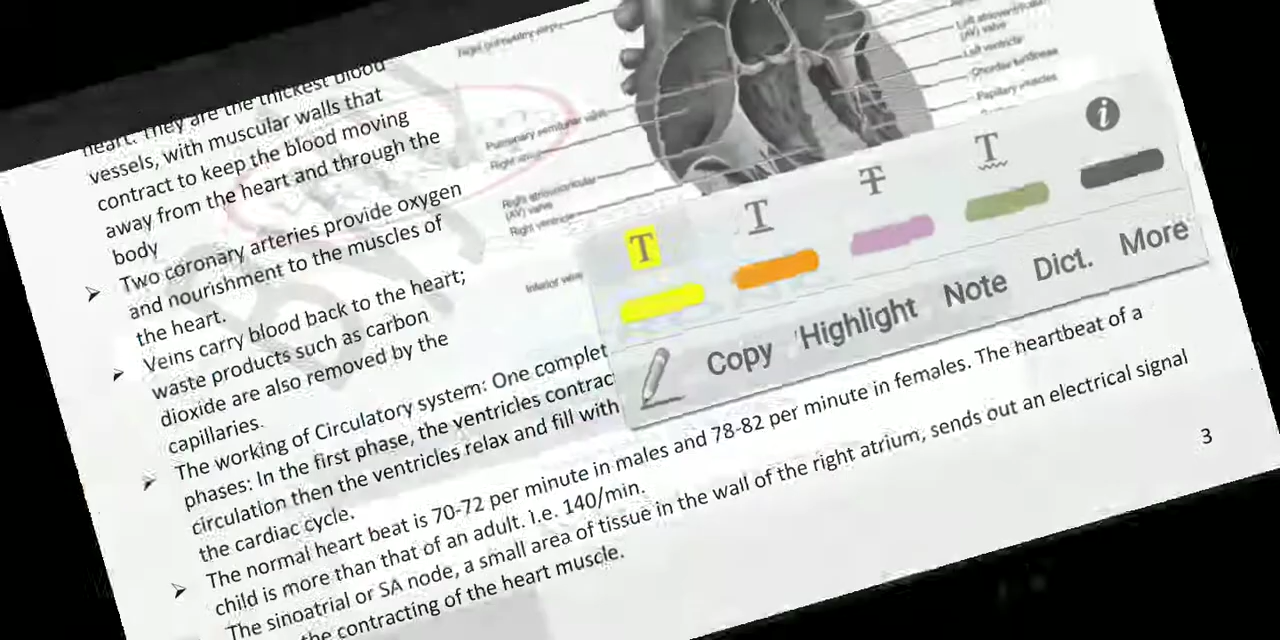 heart. They are the thickest blood
vessels, with muscular walls that
contract to keep the blood moving
away from the heart and through the
body
Two coronary arteries provide oxygen
and nourishment to the muscles of
the heart.
Veins carry blood back to the heart;
waste products such as carbon
dioxide are also removed by the
capillaries.
The working of Circulatory system: One complet
phases: In the first phase, the ventricles contrac
circulation then the ventricles relax and fill with
the cardiac cycle.
The normal heart beat is 70-72 per minute in males and 78-82 per minute in females. The heartbeat of a
child is more than that of an adult. i.e. 140/min.
The sinoatrial or SA node, a small area of tissue in the wall of the right atrium, sends out an electrical signal
the contracting of the heart muscle.
Pulmonary semilunar valve
Right atrium
Right atrioventricular
(AV) valve
Right ventricle
Inferior vena
Left atrioventricular
(AV) valve
Left ventricle
Chordae tendineae
Papillary muscles
T T T T i
Copy Highlight Note Dict. More
3